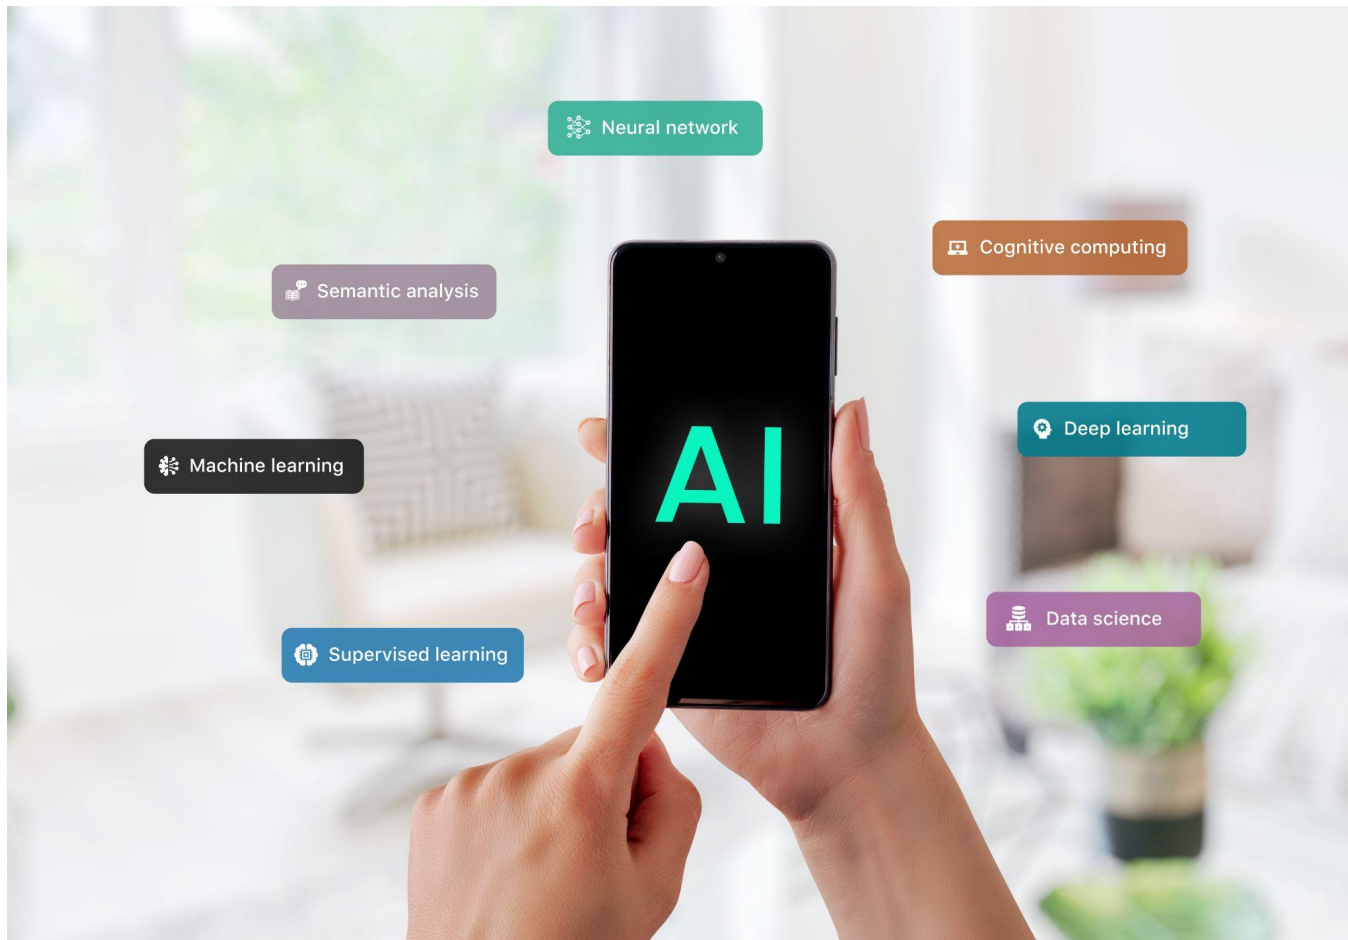 Neural network
Cognitive computing
Semantic analysis
AI
Deep learning
Machine learning
Data science
Supervised learning